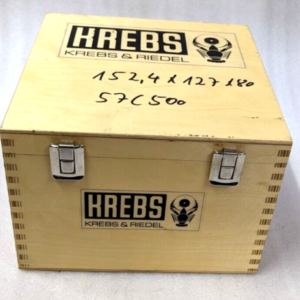 KREBS
KREBS & RIEDEL
152,4 x 127 x 80
57C500
KREBS
KREBS & RIEDEL